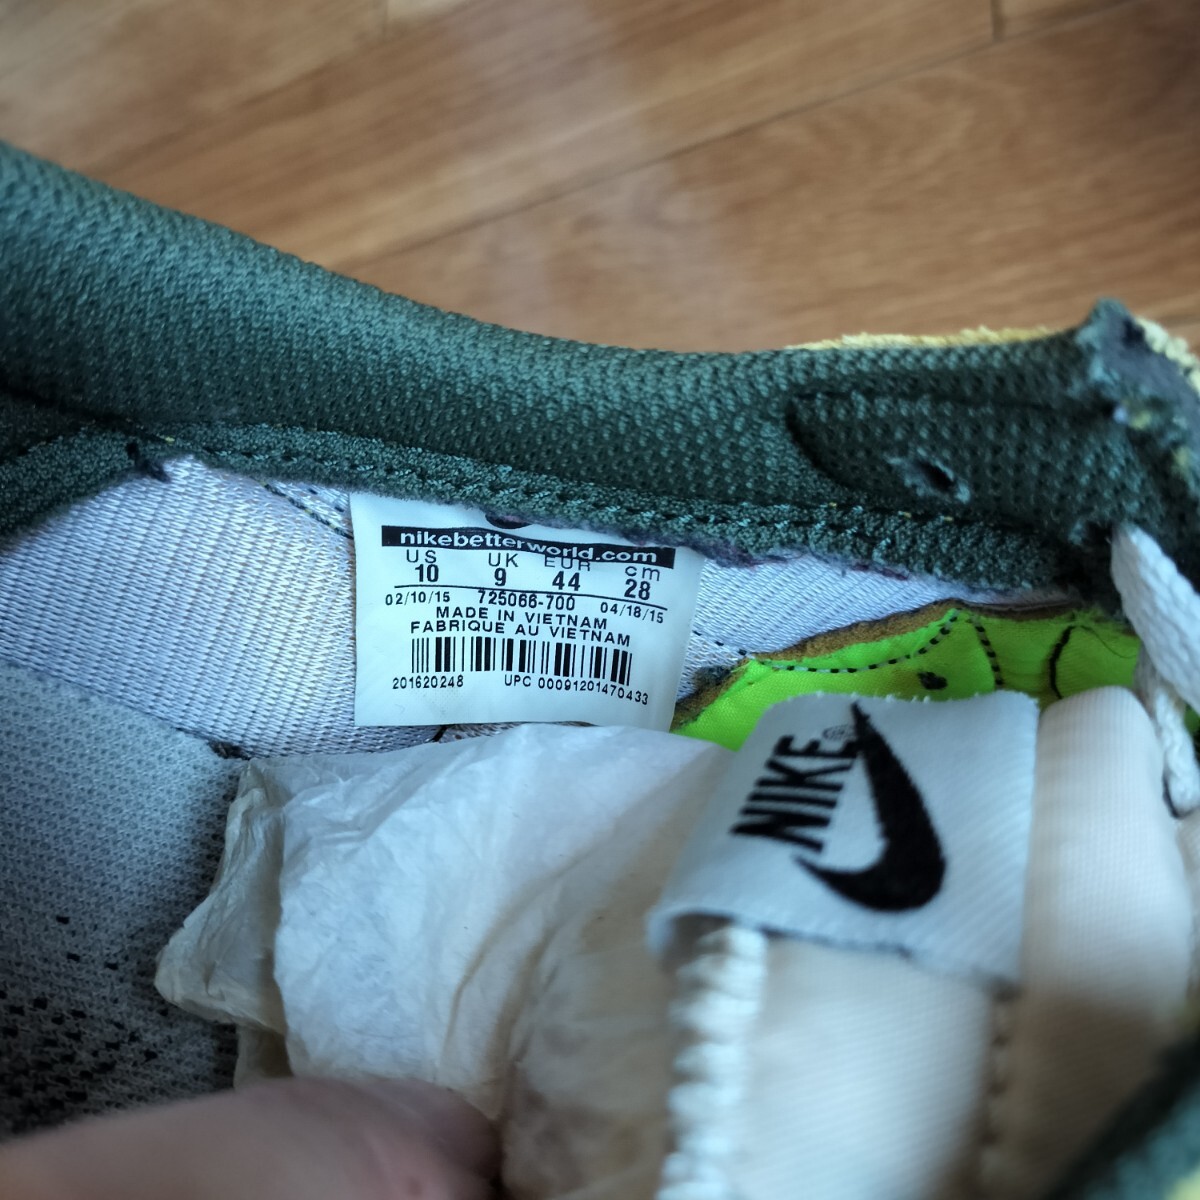 nikebetterworld.com
US UK EUR cm
10 9 44 28
02/10/15 725066-700 04/18/15
MADE IN VIETNAM
FABRIQUE AU VIETNAM
201620248 UPC 00091201470433
NIKE